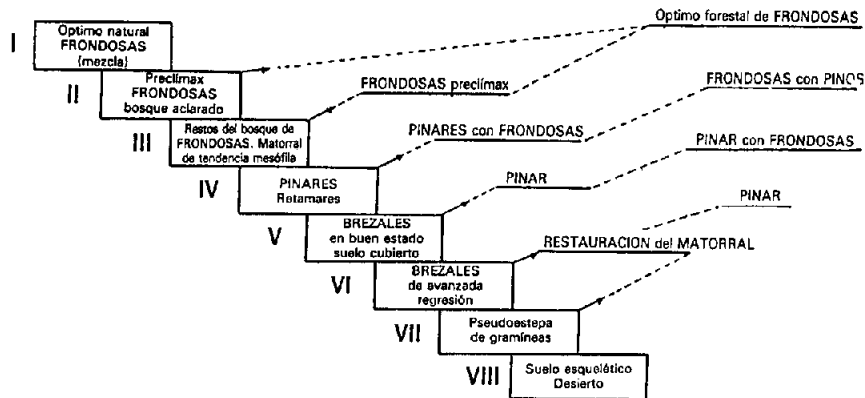 Optimo forestal de FRONDOSAS
I
Optimo natural
FRONDOSAS
(mezcla)
II
Preclímax
FRONDOSAS
bosque aclarado
FRONDOSAS preclímax
FRONDOSAS con PINOS
III
Restos del bosque de
FRONDOSAS. Matorral
de tendencia mesófila
PINARES con FRONDOSAS
PINAR con FRONDOSAS
IV
PINARES
Retamares
PINAR
PINAR
V
BREZALES
en buen estado
suelo cubierto
RESTAURACION del MATORRAL
VI
BREZALES
de avanzada
regresión
VII
Pseudoestepa
de gramíneas
VIII
Suelo esquelético
Desierto